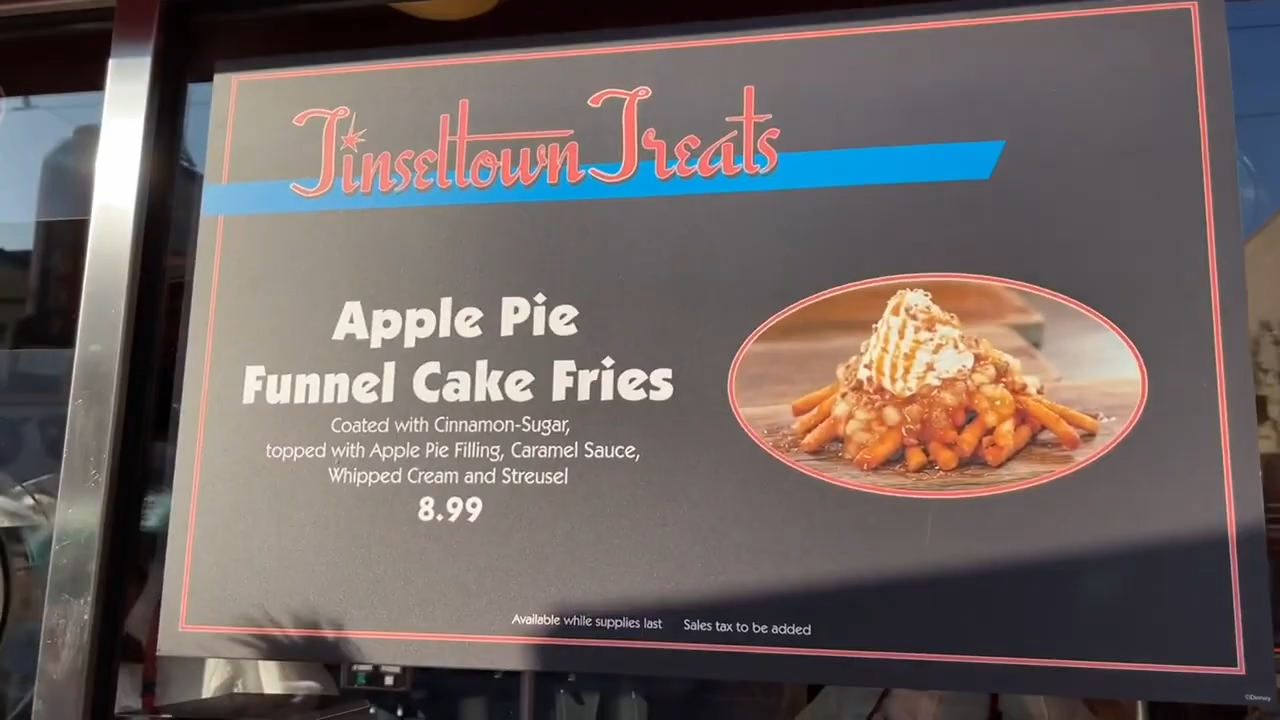 Tinseltown Treats
Apple Pie
Funnel Cake Fries
Coated with Cinnamon-Sugar,
topped with Apple Pie Filling, Caramel Sauce,
Whipped Cream and Streusel
8.99
Available while supplies last Sales tax to be added
©Disney